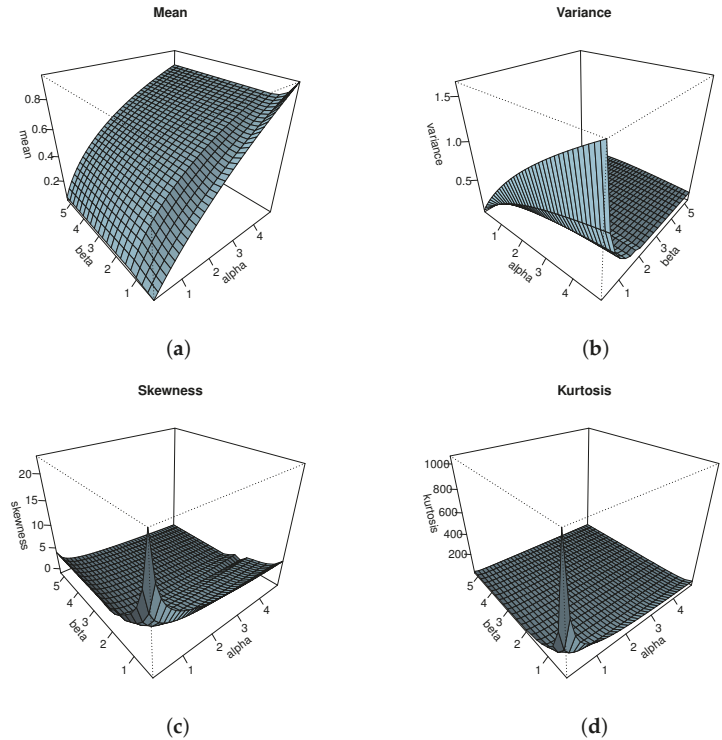 Mean
0.8
0.6
0.4
0.2
mean
5
4
3
2
1
beta
1
2
3
4
alpha
(a)
Variance
1.5
1.0
0.5
variance
1
2
3
4
alpha
1
2
3
4
5
beta
(b)
Skewness
20
15
10
5
0
skewness
5
4
3
2
1
beta
1
2
3
4
alpha
(c)
Kurtosis
1000
800
600
400
200
kurtosis
5
4
3
2
1
beta
1
2
3
4
alpha
(d)